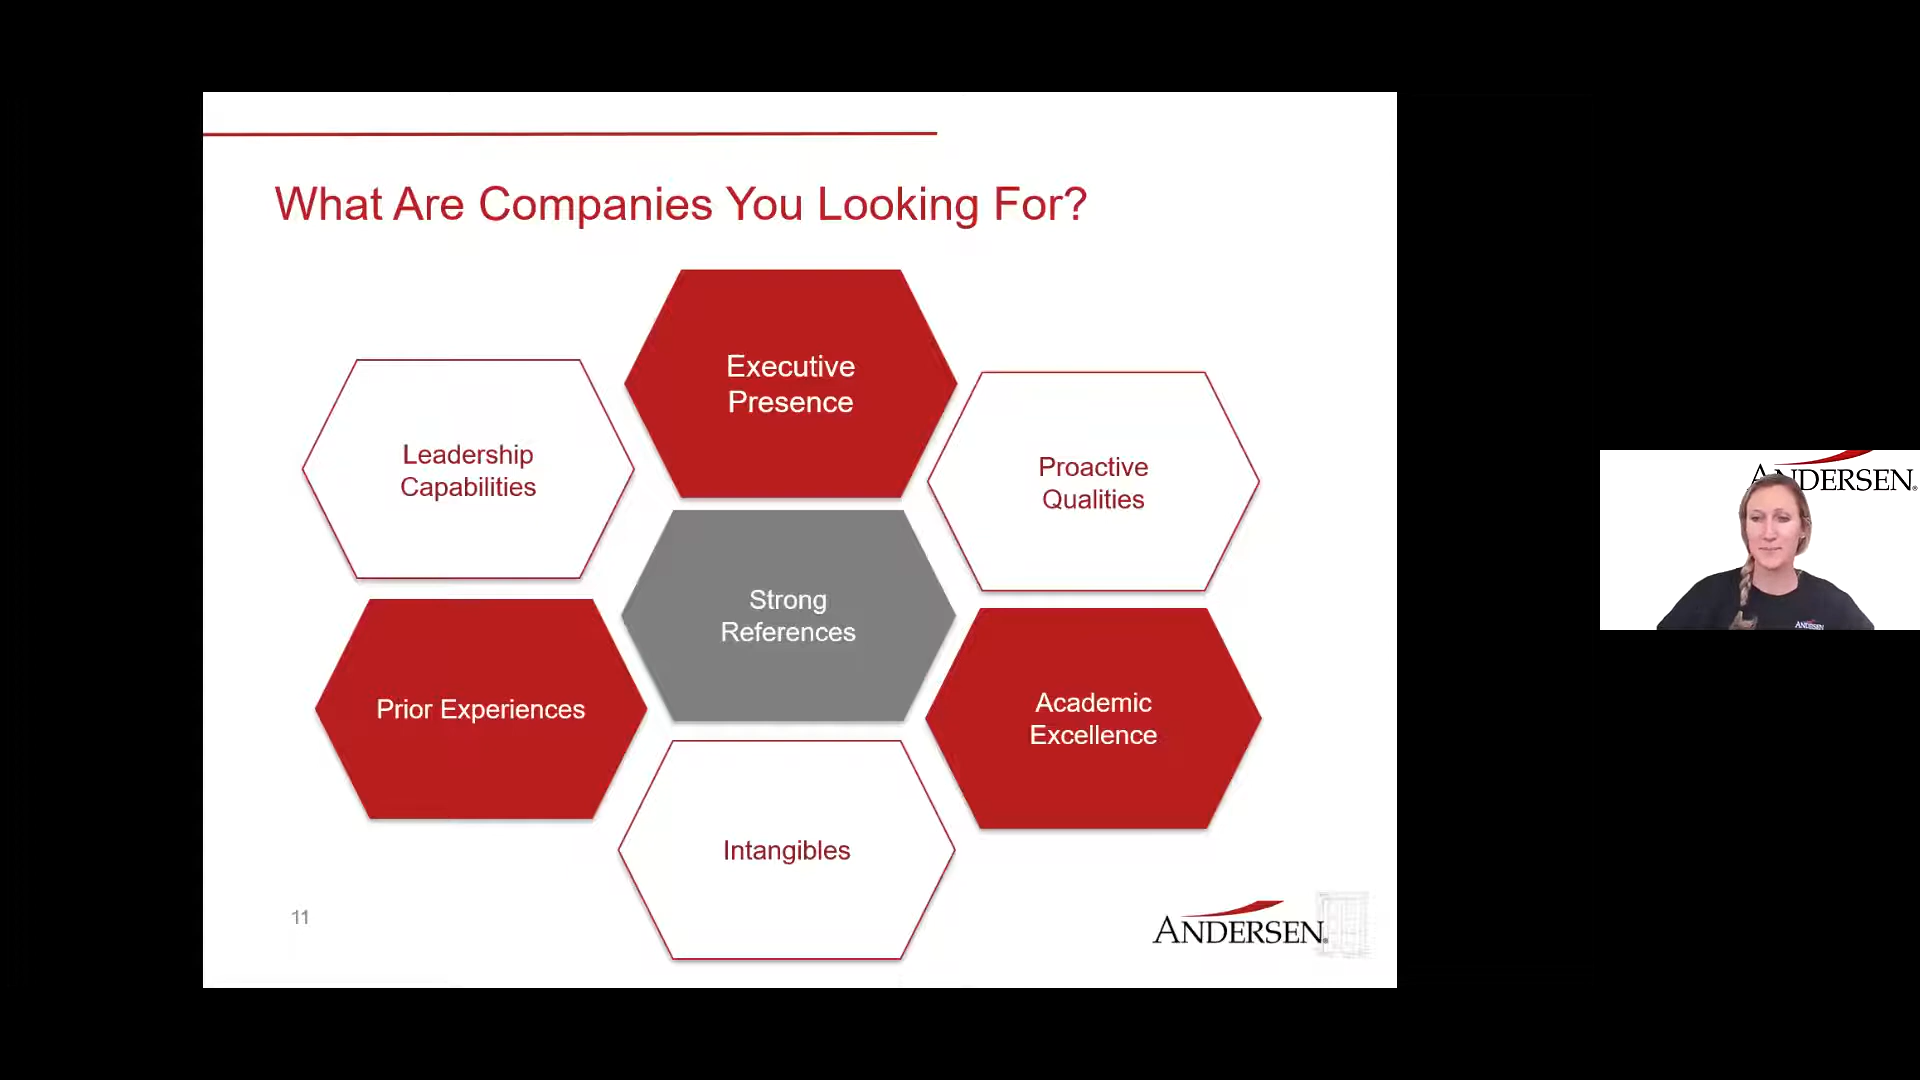 What Are Companies You Looking For?
Executive
Presence
Leadership
Capabilities
Proactive
Qualities
Strong
References
Prior Experiences
Academic
Excellence
Intangibles
11
ANDERSEN®
ANDERSEN®
ANDERSEN